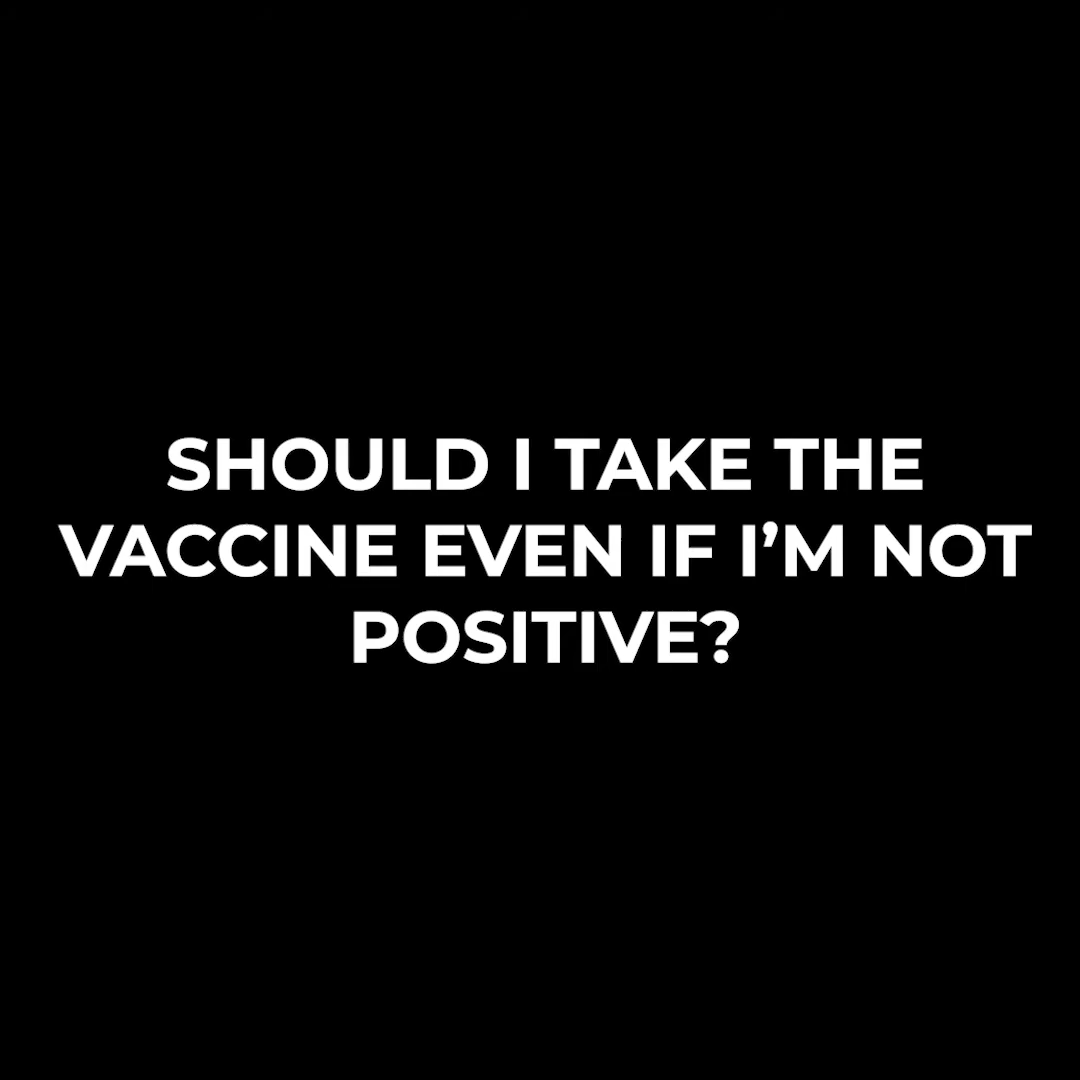 SHOULD I TAKE THE
VACCINE EVEN IF I’M NOT
POSITIVE?